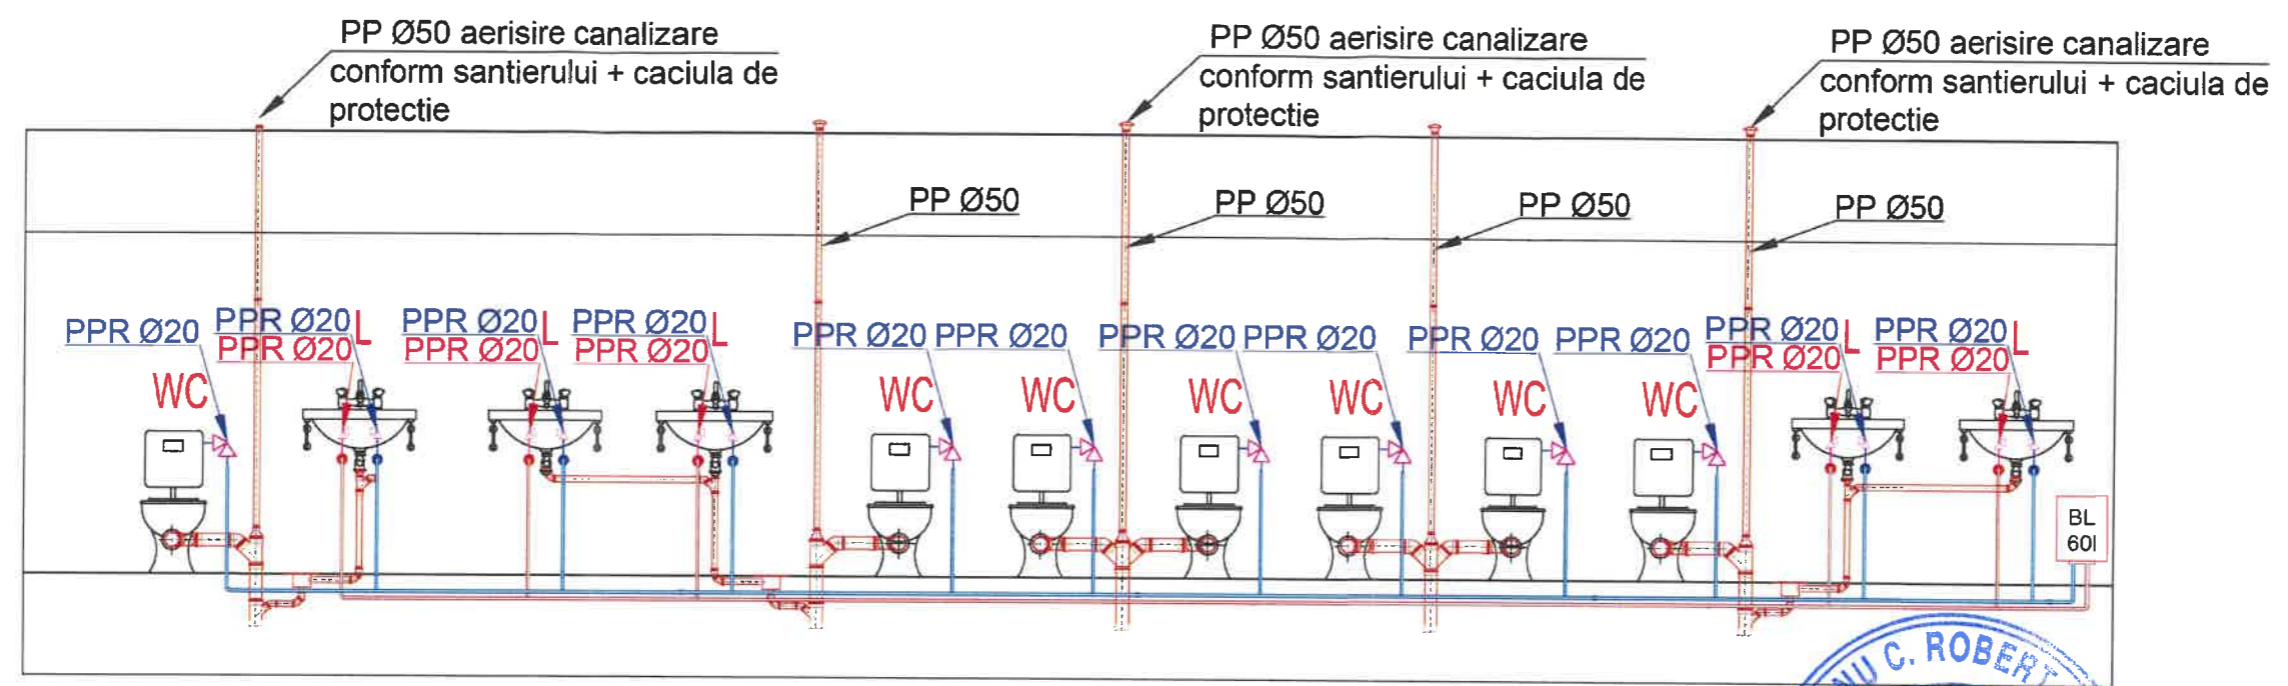 PP Ø50 aerisire canalizare
conform santierului + caciula de
protectie
PP Ø50 aerisire canalizare
conform santierului + caciula de
protectie
PP Ø50 aerisire canalizare
conform santierului + caciula de
protectie
PP Ø50
PP Ø50
PP Ø50
PP Ø50
PPR Ø20
PPR Ø20 L
PPR Ø20
PPR Ø20 L
PPR Ø20
PPR Ø20 L
PPR Ø20
PPR Ø20
PPR Ø20
PPR Ø20
PPR Ø20
PPR Ø20
PPR Ø20
PPR Ø20 L
PPR Ø20
PPR Ø20 L
PPR Ø20
WC
WC
WC
WC
WC
WC
WC
BL
60l
C. ROBERT